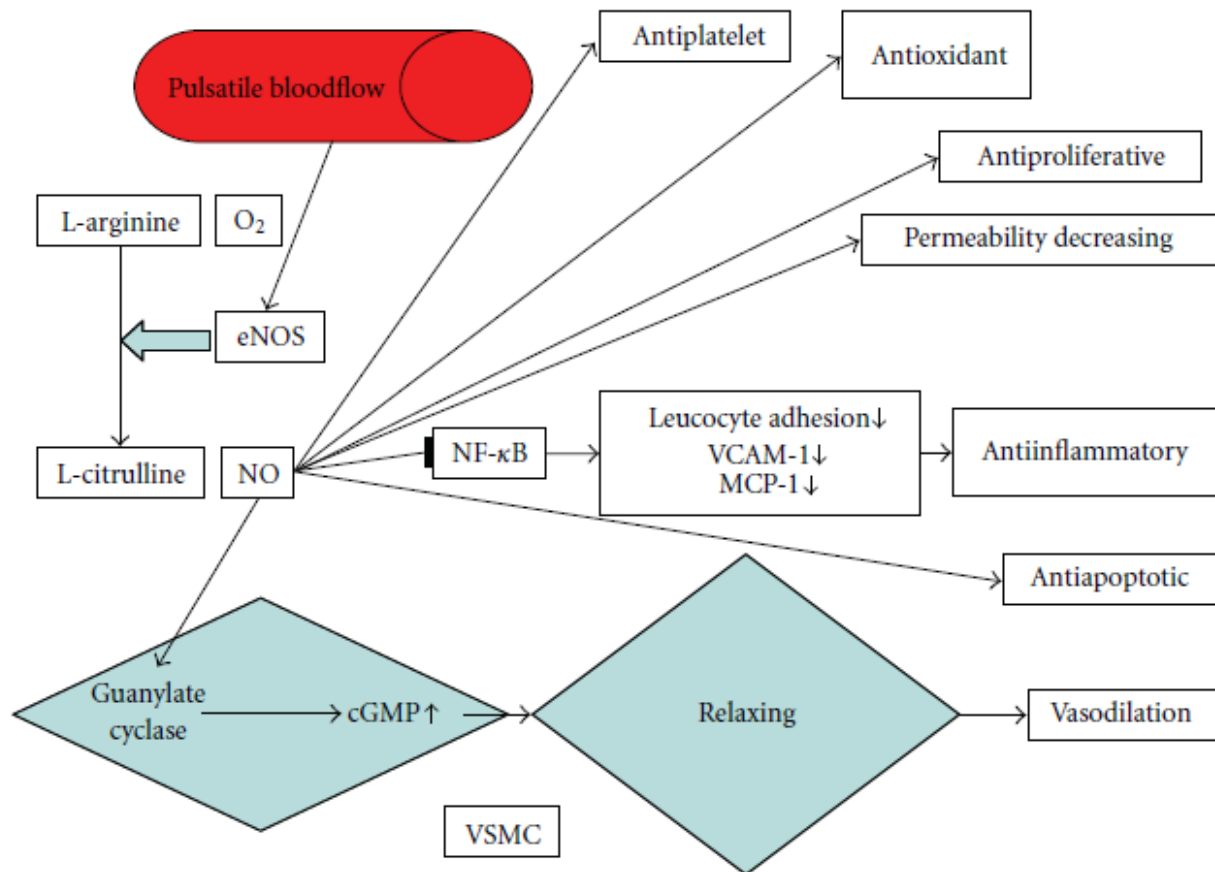 Pulsatile bloodflow
Antiplatelet
Antioxidant
Antiproliferative
Permeability decreasing
L-arginine
O₂
eNOS
L-citrulline
NO
NF-κB
Leucocyte adhesion↓
VCAM-1↓
MCP-1↓
Antiinflammatory
Antiapoptotic
Guanylate
cyclase
cGMP↑
Relaxing
Vasodilation
VSMC